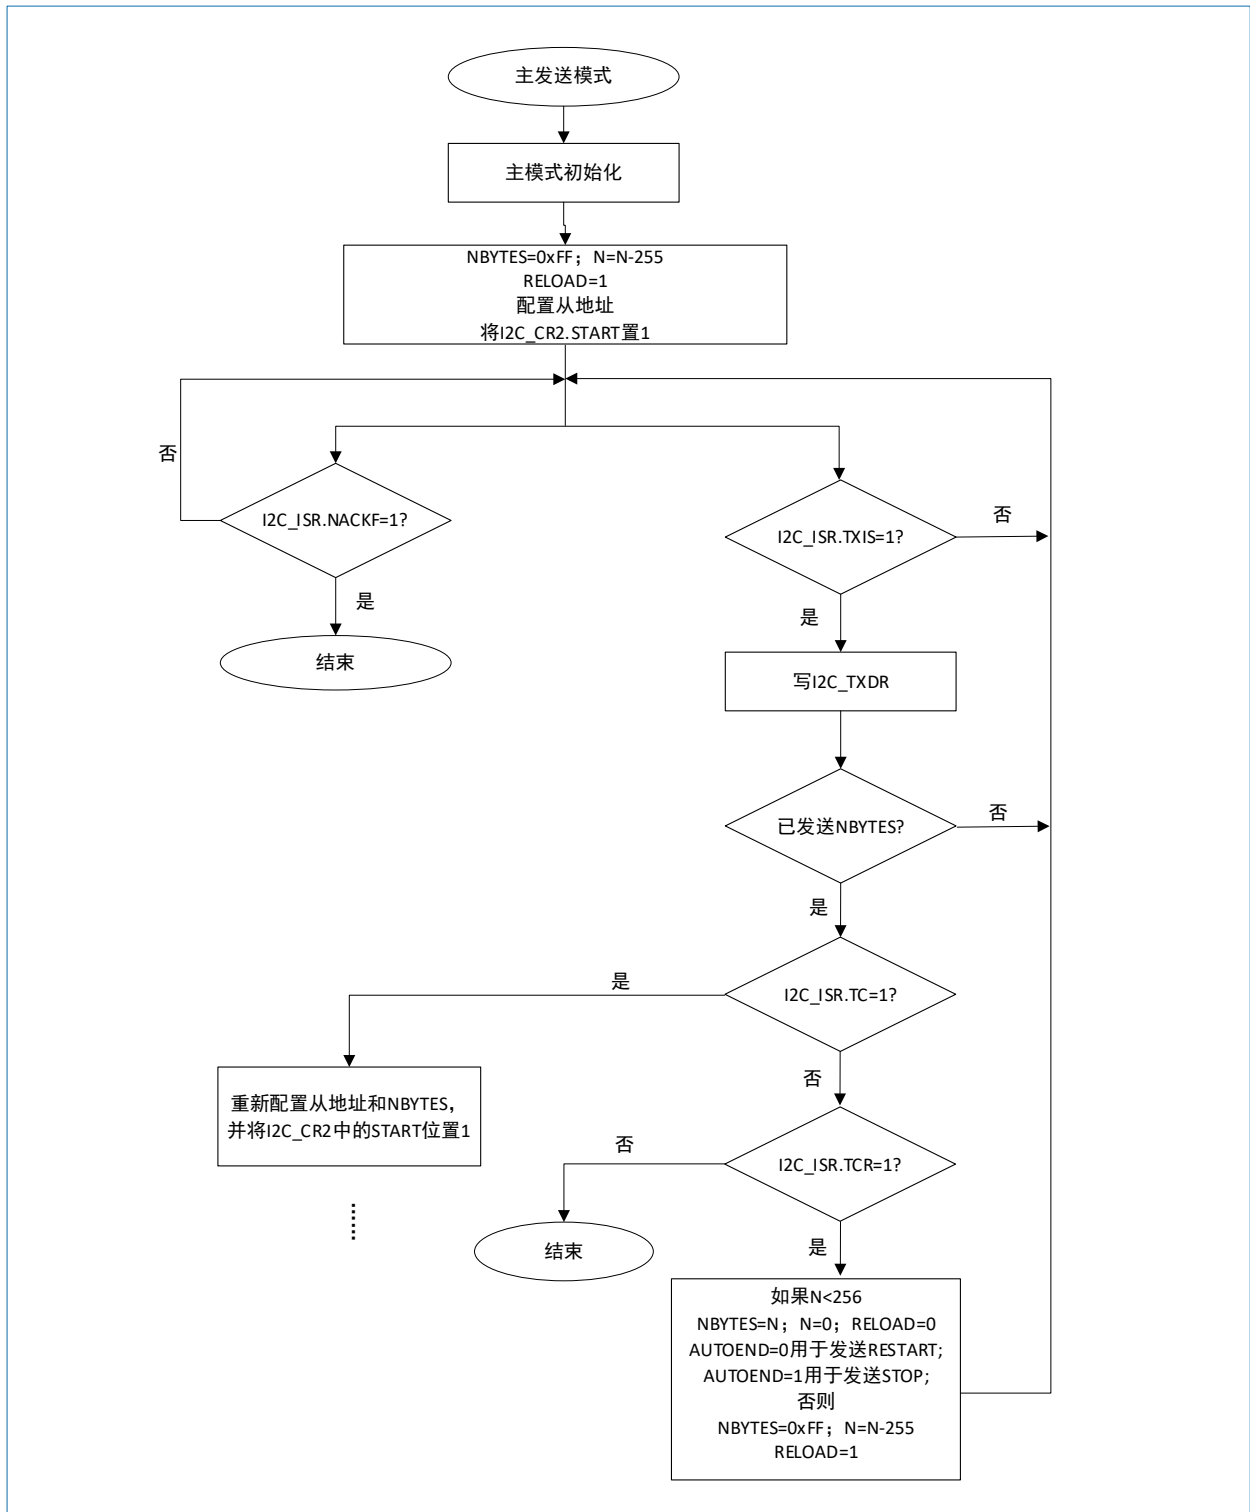 主发送模式
主模式初始化
NBYTES=0xFF；N=N-255
RELOAD=1
配置从地址
将I2C_CR2.START置1
否
I2C_ISR.NACKF=1?
是
结束
I2C_ISR.TXIS=1?
否
是
写I2C_TXDR
已发送NBYTES?
否
是
I2C_ISR.TC=1?
是
重新配置从地址和NBYTES，
并将I2C_CR2中的START位置1
......
否
I2C_ISR.TCR=1?
否
结束
是
如果N<256
NBYTES=N；N=0；RELOAD=0
AUTOEND=0用于发送RESTART;
AUTOEND=1用于发送STOP;
否则
NBYTES=0xFF；N=N-255
RELOAD=1